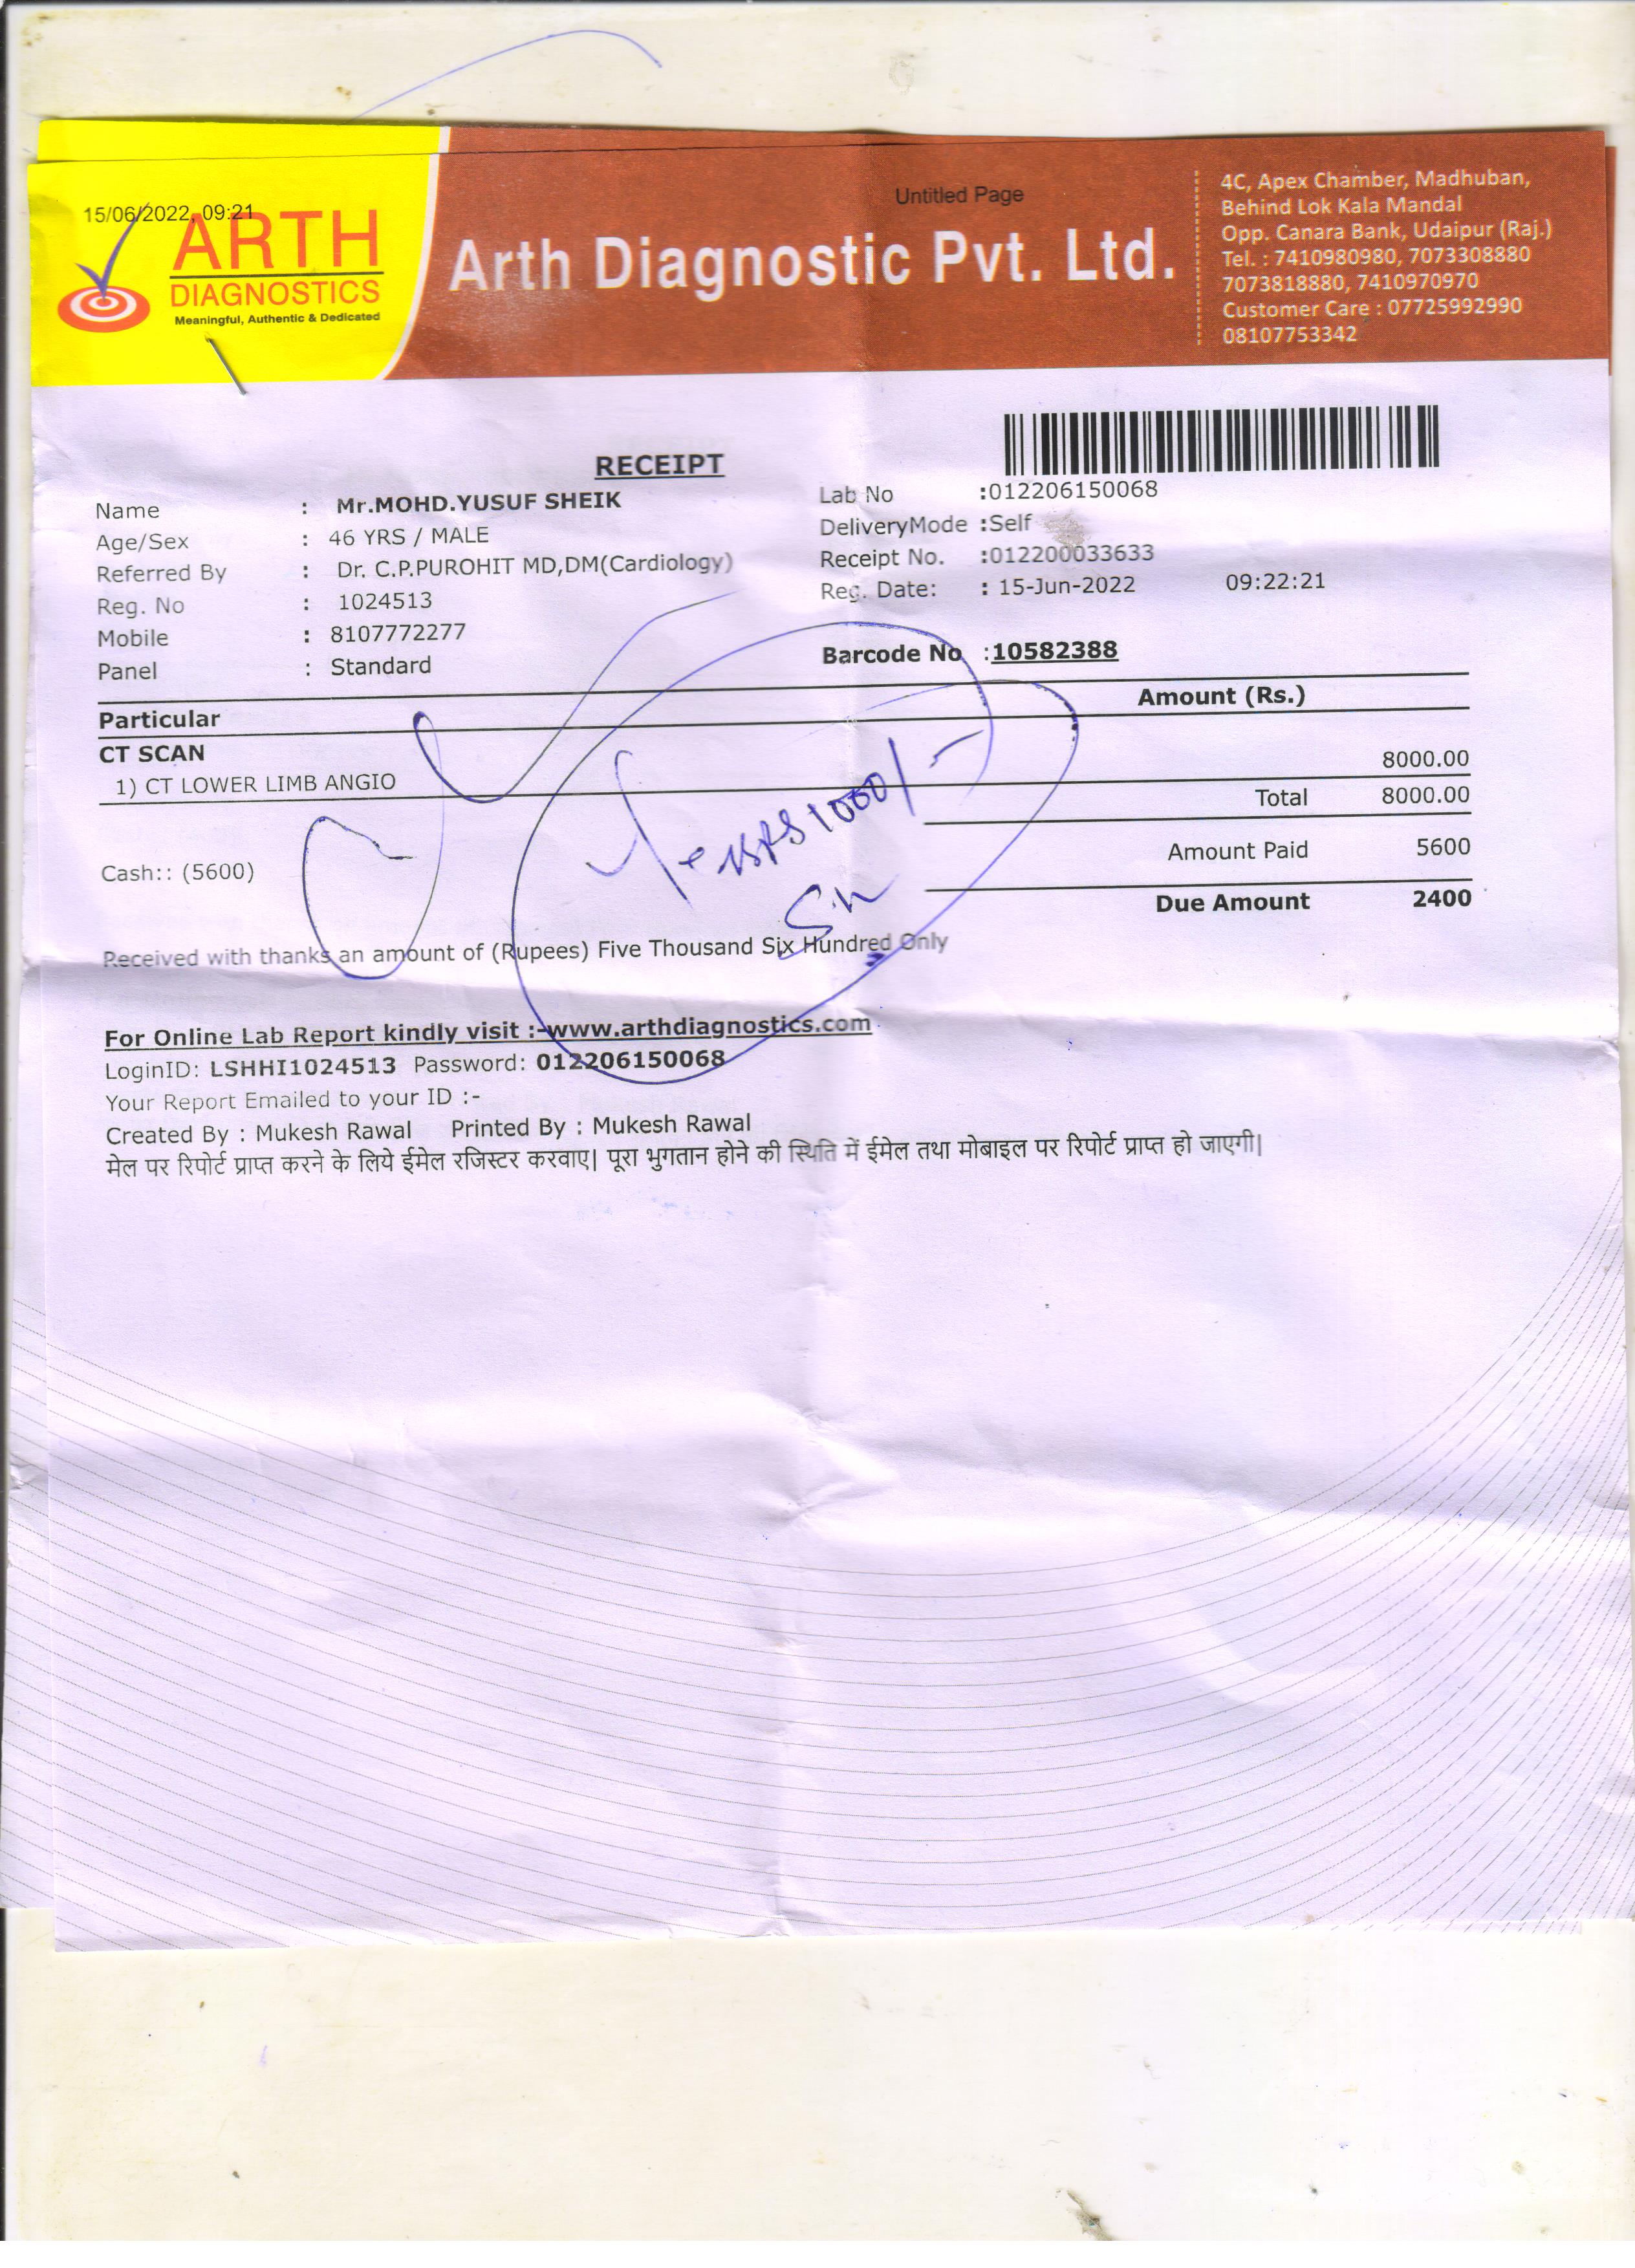 15/06/2022, 09:21
Untitled Page
ARTH
DIAGNOSTICS
Meaningful, Authentic & Dedicated
Arth Diagnostic Pvt. Ltd.
4C, Apex Chamber, Madhuban,
Behind Lok Kala Mandal
Opp. Canara Bank, Udaipur (Raj.)
Tel. : 7410980980, 7073308880
7073818880, 7410970970
Customer Care : 07725992990
08107753342
RECEIPT
Name : Mr.MOHD.YUSUF SHEIK
Age/Sex : 46 YRS / MALE
Referred By : Dr. C.P.PUROHIT MD,DM(Cardiology)
Reg. No : 1024513
Mobile : 8107772277
Panel : Standard
Lab No :012206150068
DeliveryMode :Self
Receipt No. :012200033633
Reg. Date: : 15-Jun-2022 09:22:21
Barcode No :10582388
Particular Amount (Rs.)
CT SCAN
1) CT LOWER LIMB ANGIO 8000.00
Total 8000.00
Cash:: (5600)
Amount Paid 5600
Due Amount 2400
1000/-
Received with thanks an amount of (Rupees) Five Thousand Six Hundred Only
For Online Lab Report kindly visit :-www.arthdiagnostics.com
LoginID: LSHHI1024513 Password: 012206150068
Your Report Emailed to your ID :-
Created By : Mukesh Rawal Printed By : Mukesh Rawal
मेल पर रिपोर्ट प्राप्त करने के लिये ईमेल रजिस्टर करवाए। पूरा भुगतान होने की स्थिति में ईमेल तथा मोबाइल पर रिपोर्ट प्राप्त हो जाएगी।